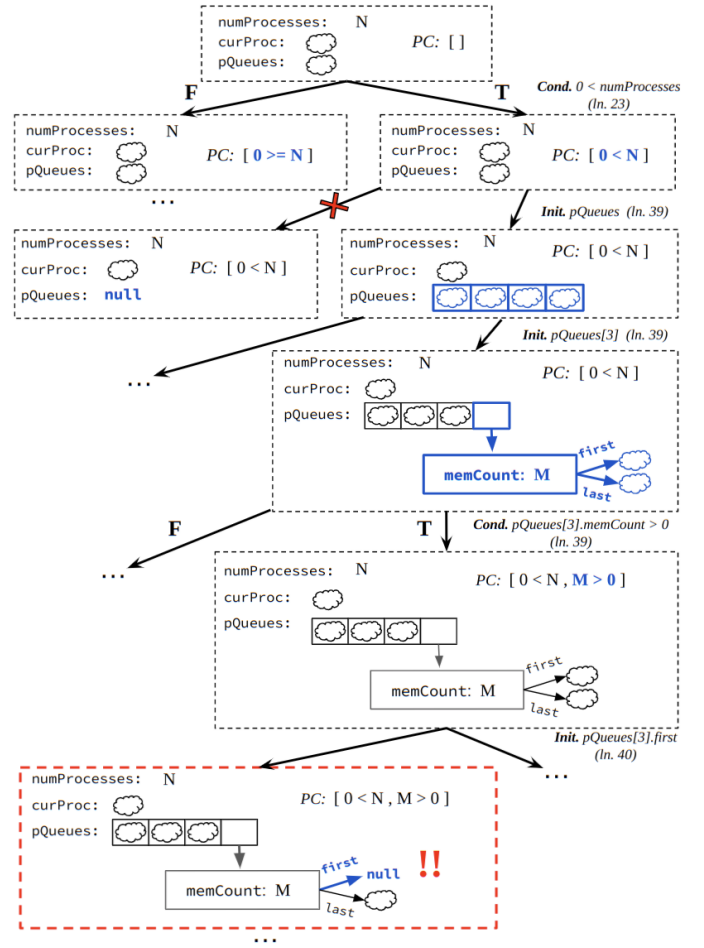 numProcesses: N
curProc: PC: [ ]
pQueues:
F T Cond. 0 < numProcesses
(ln. 23)
numProcesses: N
curProc: PC: [ 0 >= N ]
pQueues:
...
numProcesses: N
curProc: PC: [ 0 < N ]
pQueues:
Init. pQueues (ln. 39)
numProcesses: N
curProc: PC: [ 0 < N ]
pQueues: null
numProcesses: N
PC: [ 0 < N ]
curProc:
pQueues:
Init. pQueues[3] (ln. 39)
...
numProcesses: N
PC: [ 0 < N ]
curProc:
pQueues:
first
memCount: M
last
F T Cond. pQueues[3].memCount > 0
(ln. 39)
...
numProcesses: N
PC: [ 0 < N , M > 0 ]
curProc:
pQueues:
first
memCount: M
last
Init. pQueues[3].first
(ln. 40)
...
numProcesses: N
PC: [ 0 < N , M > 0 ]
curProc:
pQueues:
first null !!
memCount: M
last
...